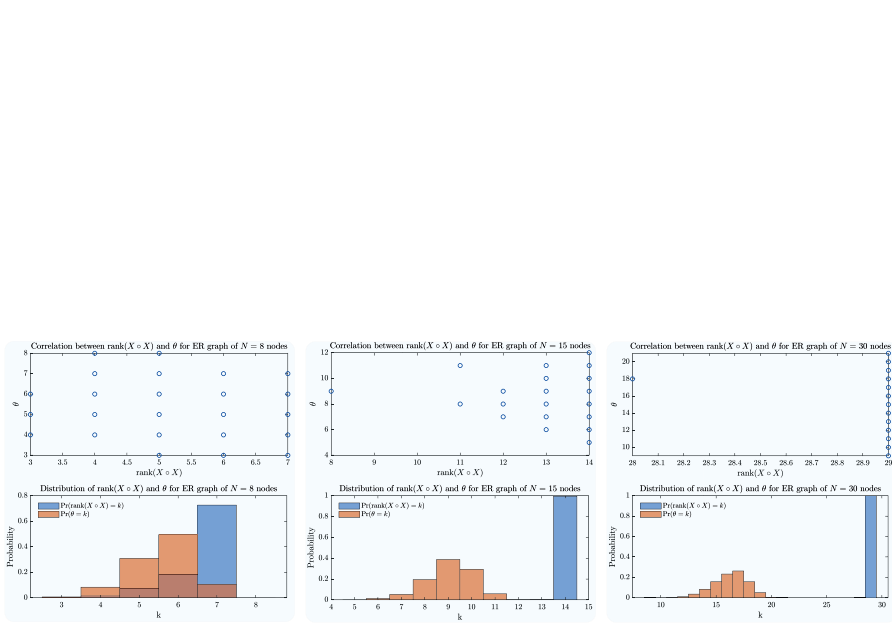 Correlation between rank(X ∘ X) and θ for ER graph of N = 8 nodes
8
7
6
5
4
3
θ
3 3.5 4 4.5 5 5.5 6 6.5 7
rank(X ∘ X)
Correlation between rank(X ∘ X) and θ for ER graph of N = 15 nodes
12
10
8
6
4
θ
8 9 10 11 12 13 14
rank(X ∘ X)
Correlation between rank(X ∘ X) and θ for ER graph of N = 30 nodes
20
18
16
14
12
10
θ
28 28.1 28.2 28.3 28.4 28.5 28.6 28.7 28.8 28.9 29
rank(X ∘ X)
Distribution of rank(X ∘ X) and θ for ER graph of N = 8 nodes
0.8
0.6
0.4
0.2
0
Probability
Pr(rank(X ∘ X) = k)
Pr(θ = k)
3 4 5 6 7 8
k
Distribution of rank(X ∘ X) and θ for ER graph of N = 15 nodes
1
0.8
0.6
0.4
0.2
0
Probability
Pr(rank(X ∘ X) = k)
Pr(θ = k)
4 5 6 7 8 9 10 11 12 13 14 15
k
Distribution of rank(X ∘ X) and θ for ER graph of N = 30 nodes
1
0.8
0.6
0.4
0.2
0
Probability
Pr(rank(X ∘ X) = k)
Pr(θ = k)
10 15 20 25 30
k